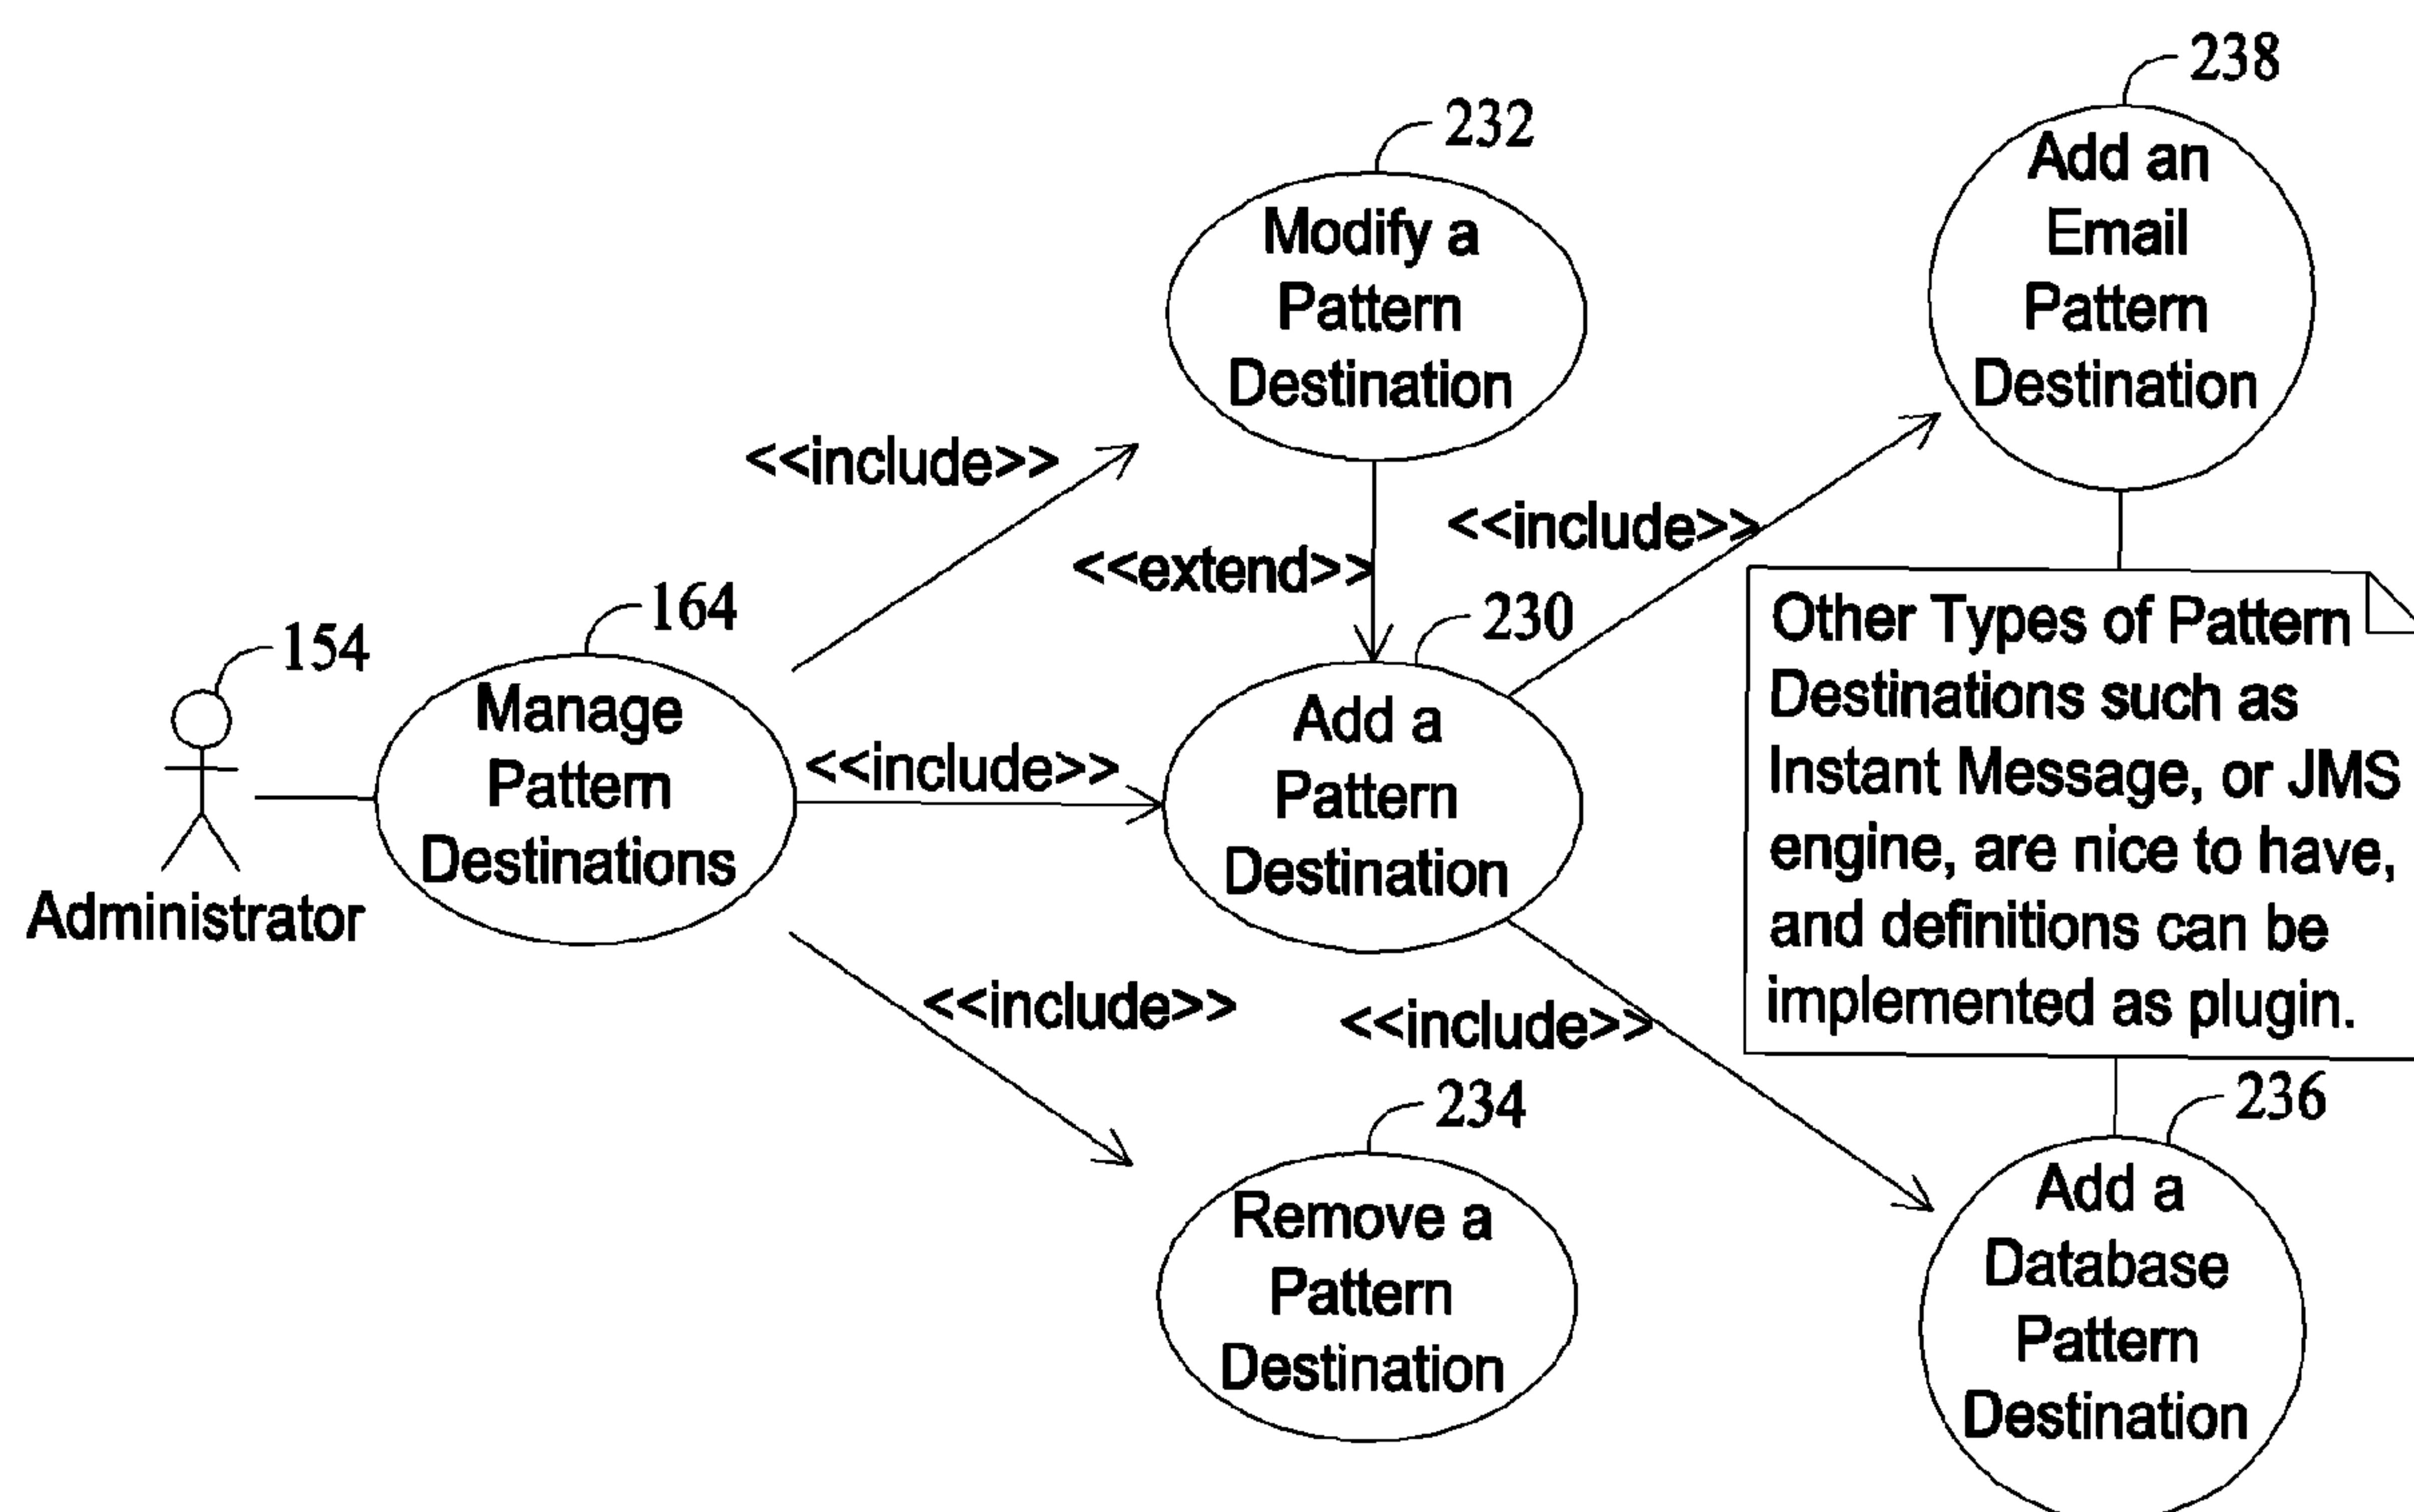 238
232
Add an
Email
Pattern
Destination
Modify a
Pattern
Destination
<<include>>
<<include>>
<<extend>>
164
230
154
Other Types of Pattern
Destinations such as
Instant Message, or JMS
engine, are nice to have,
and definitions can be
implemented as plugin.
Manage
Pattern
Destinations
<<include>>
Add a
Pattern
Destination
Administrator
<<include>>
<<include>>
234
236
Remove a
Pattern
Destination
Add a
Database
Pattern
Destination